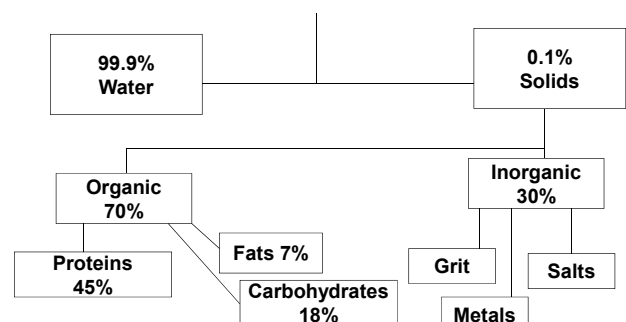 99.9%
Water
0.1%
Solids
Organic
70%
Inorganic
30%
Proteins
45%
Fats 7%
Carbohydrates
18%
Grit
Metals
Salts